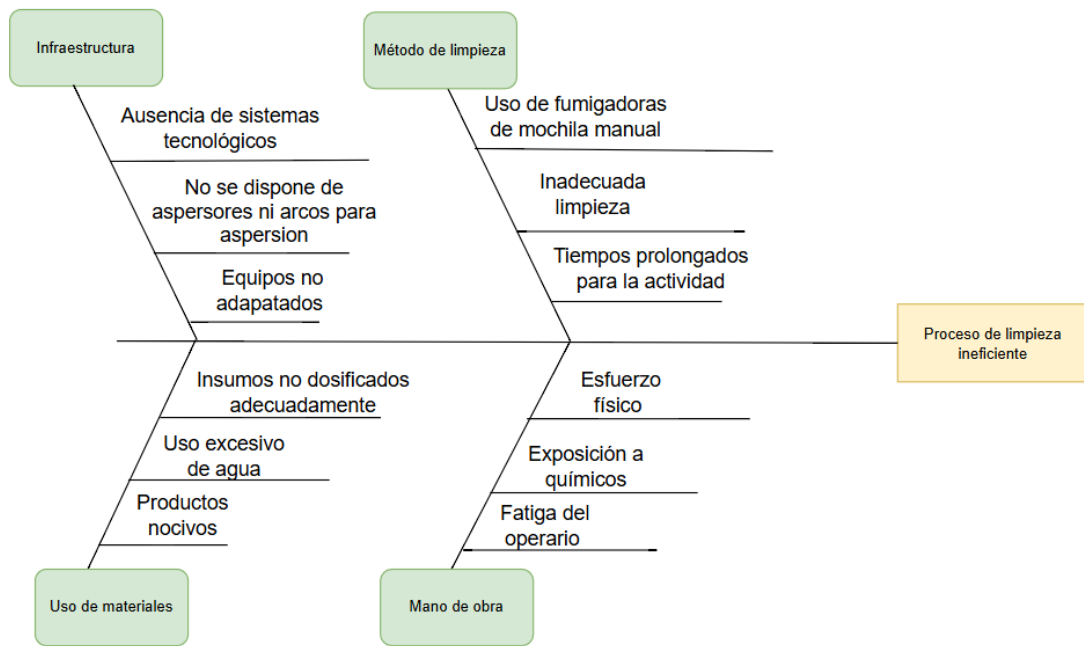 Infraestructura
Método de limpieza
Ausencia de sistemas
tecnológicos
No se dispone de
aspersores ni arcos para
aspersion
Equipos no
adapatados
Uso de fumigadoras
de mochila manual
Inadecuada
limpieza
Tiempos prolongados
para la actividad
Proceso de limpieza
ineficiente
Insumos no dosificados
adecuadamente
Uso excesivo
de agua
Productos
nocivos
Esfuerzo
físico
Exposición a
químicos
Fatiga del
operario
Uso de materiales
Mano de obra